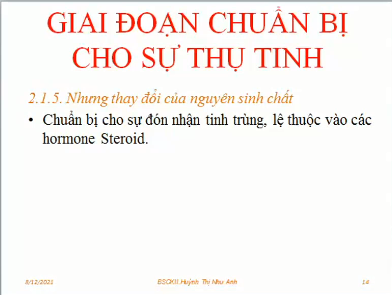 GIAI ĐOẠN CHUẨN BỊ
CHO SỰ THỤ TINH
2.1.5. Nhưng thay đổi của nguyên sinh chất
• Chuẩn bị cho sự đón nhận tinh trùng, lệ thuộc vào các
hormone Steroid.
8/12/2021
BSCKII.Huỳnh Thị Như Anh
14